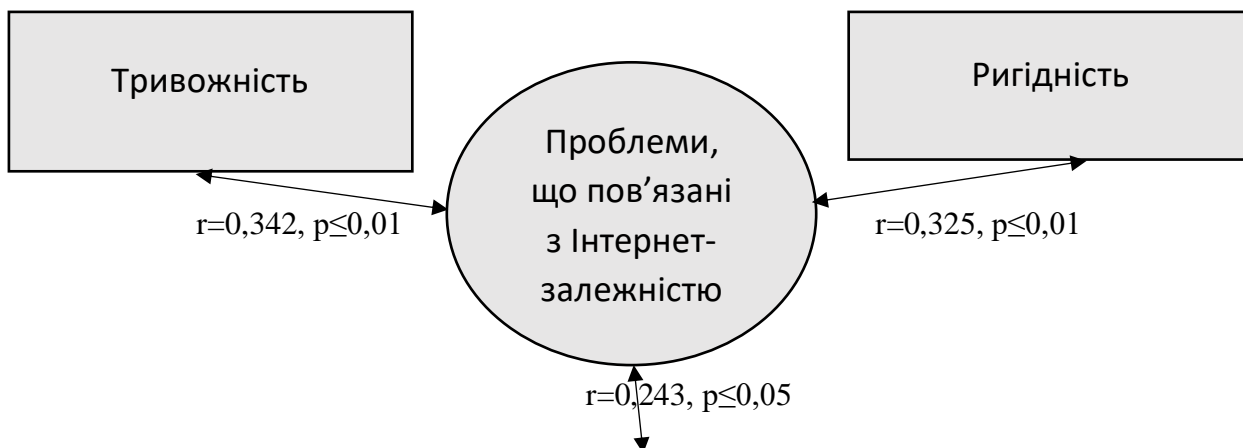 Тривожність
Ригідність
Проблеми,
що пов’язані
з Інтернет-
залежністю
r=0,342, p≤0,01
r=0,325, p≤0,01
r=0,243, p≤0,05